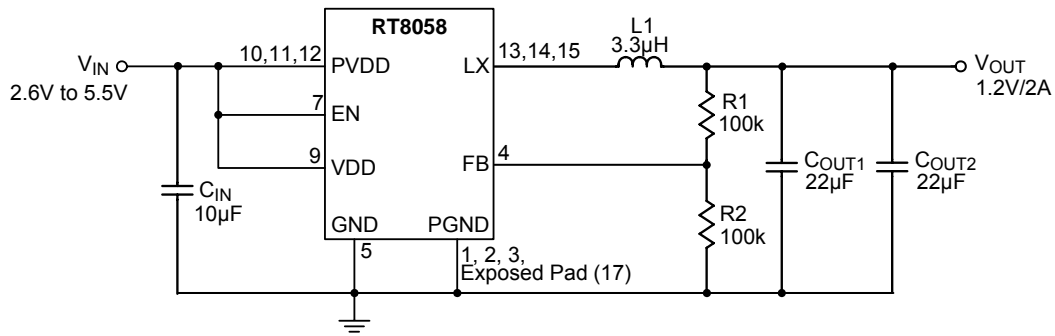 RT8058
V_IN
2.6V to 5.5V
10,11,12
PVDD
7
EN
9
VDD
C_IN
10µF
GND
5
PGND
1, 2, 3,
Exposed Pad (17)
LX
13,14,15
FB
4
L1
3.3µH
R1
100k
R2
100k
C_OUT1
22µF
C_OUT2
22µF
V_OUT
1.2V/2A